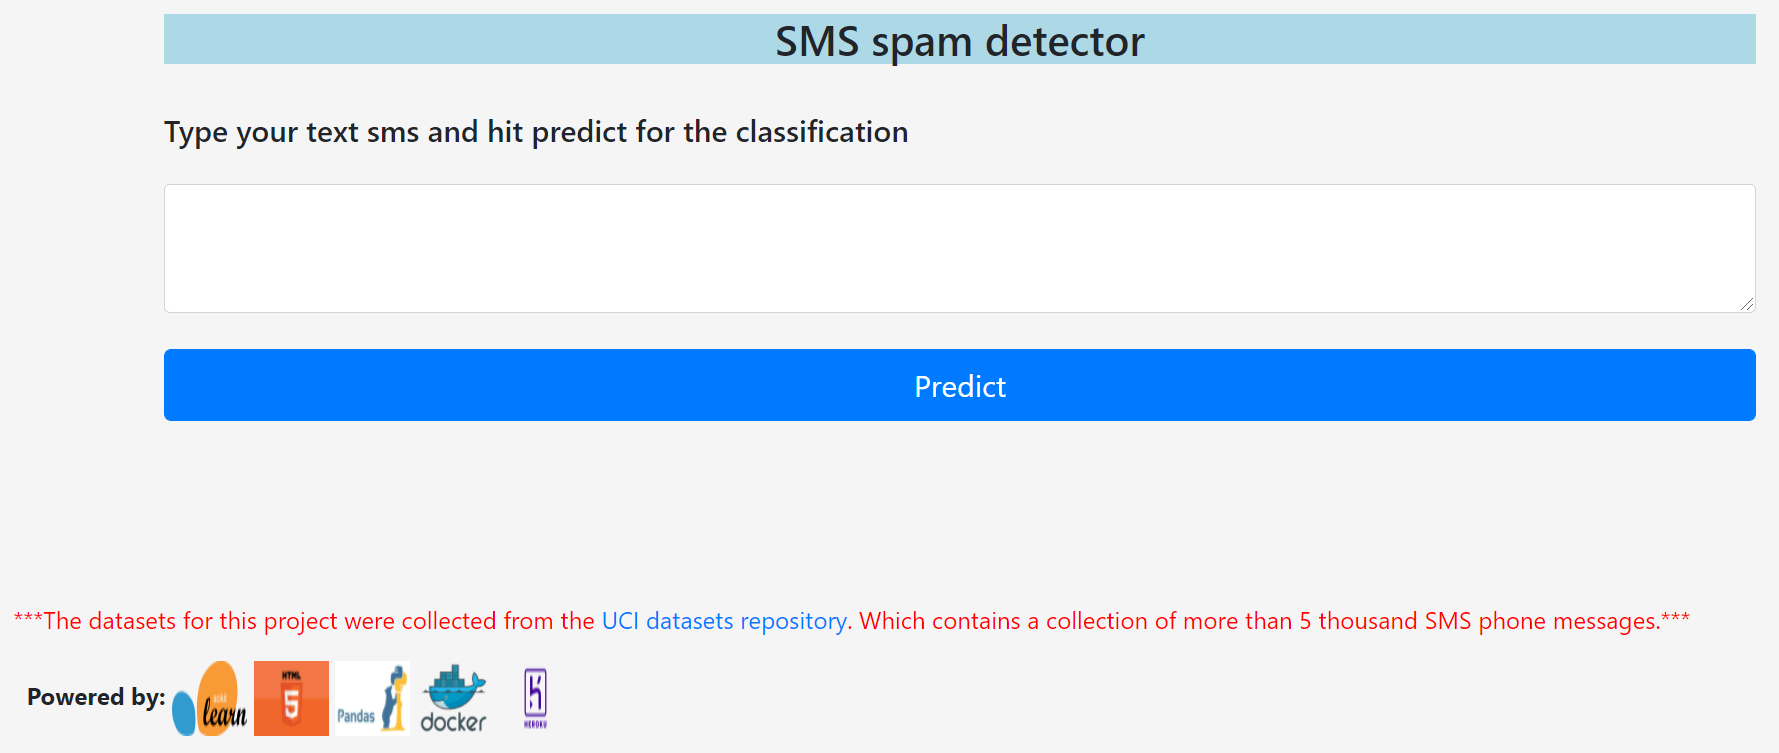 SMS spam detector
Type your text sms and hit predict for the classification
Predict
***The datasets for this project were collected from the UCI datasets repository. Which contains a collection of more than 5 thousand SMS phone messages.***
Powered by:
learn
HTML
5
Pandas
docker
HEROKU